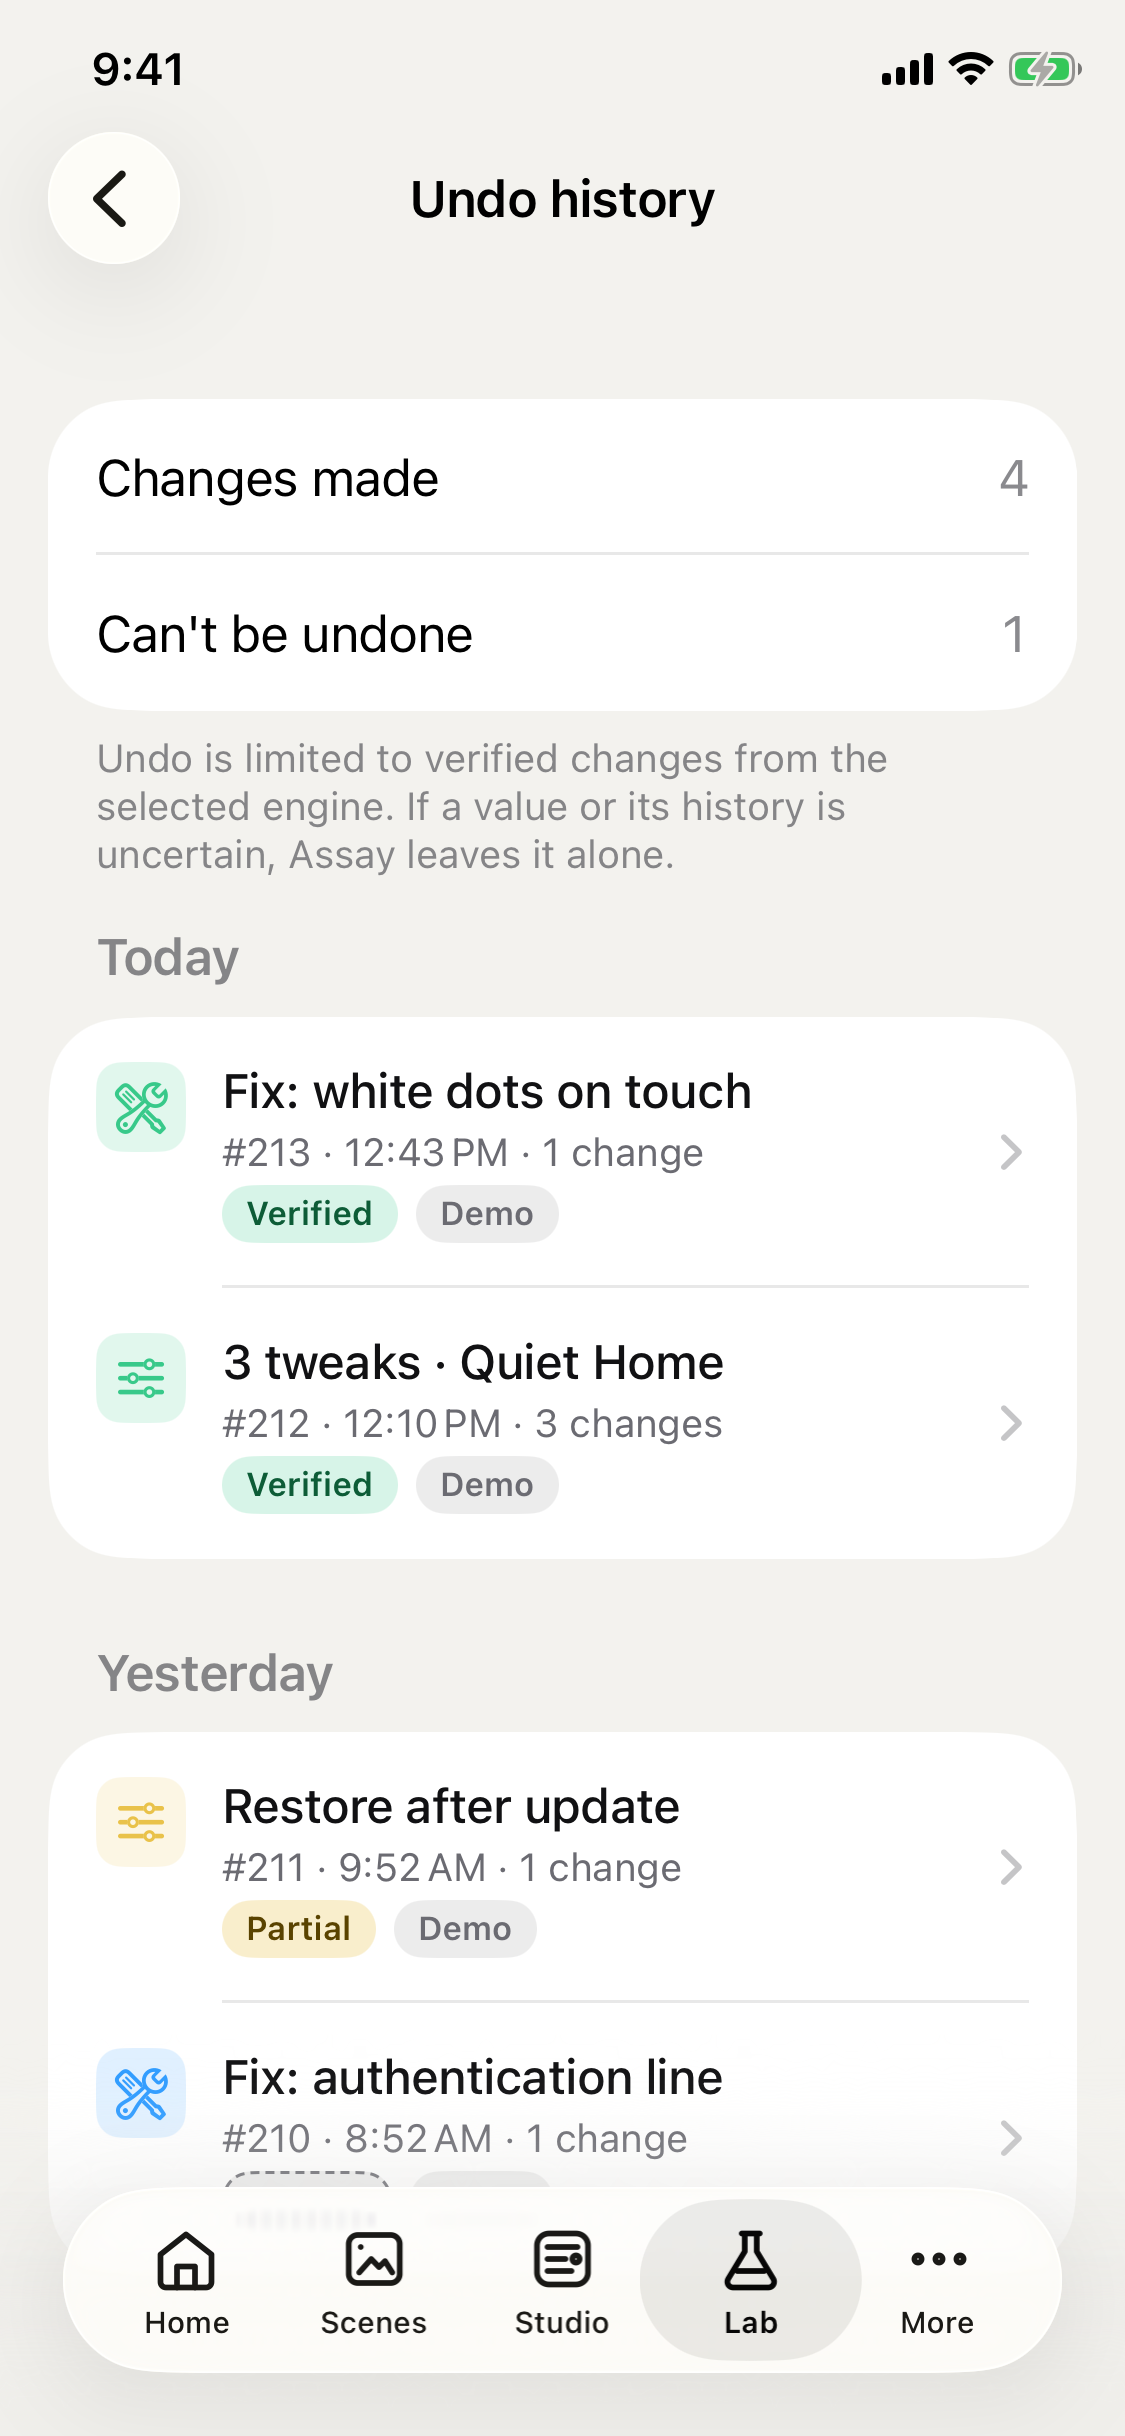 9:41
Undo history
Changes made 4
Can't be undone 1
Undo is limited to verified changes from the
selected engine. If a value or its history is
uncertain, Assay leaves it alone.
Today
Fix: white dots on touch
#213 · 12:43 PM · 1 change
Verified Demo
3 tweaks · Quiet Home
#212 · 12:10 PM · 3 changes
Verified Demo
Yesterday
Restore after update
#211 · 9:52 AM · 1 change
Partial Demo
Fix: authentication line
#210 · 8:52 AM · 1 change
Home Scenes Studio Lab More